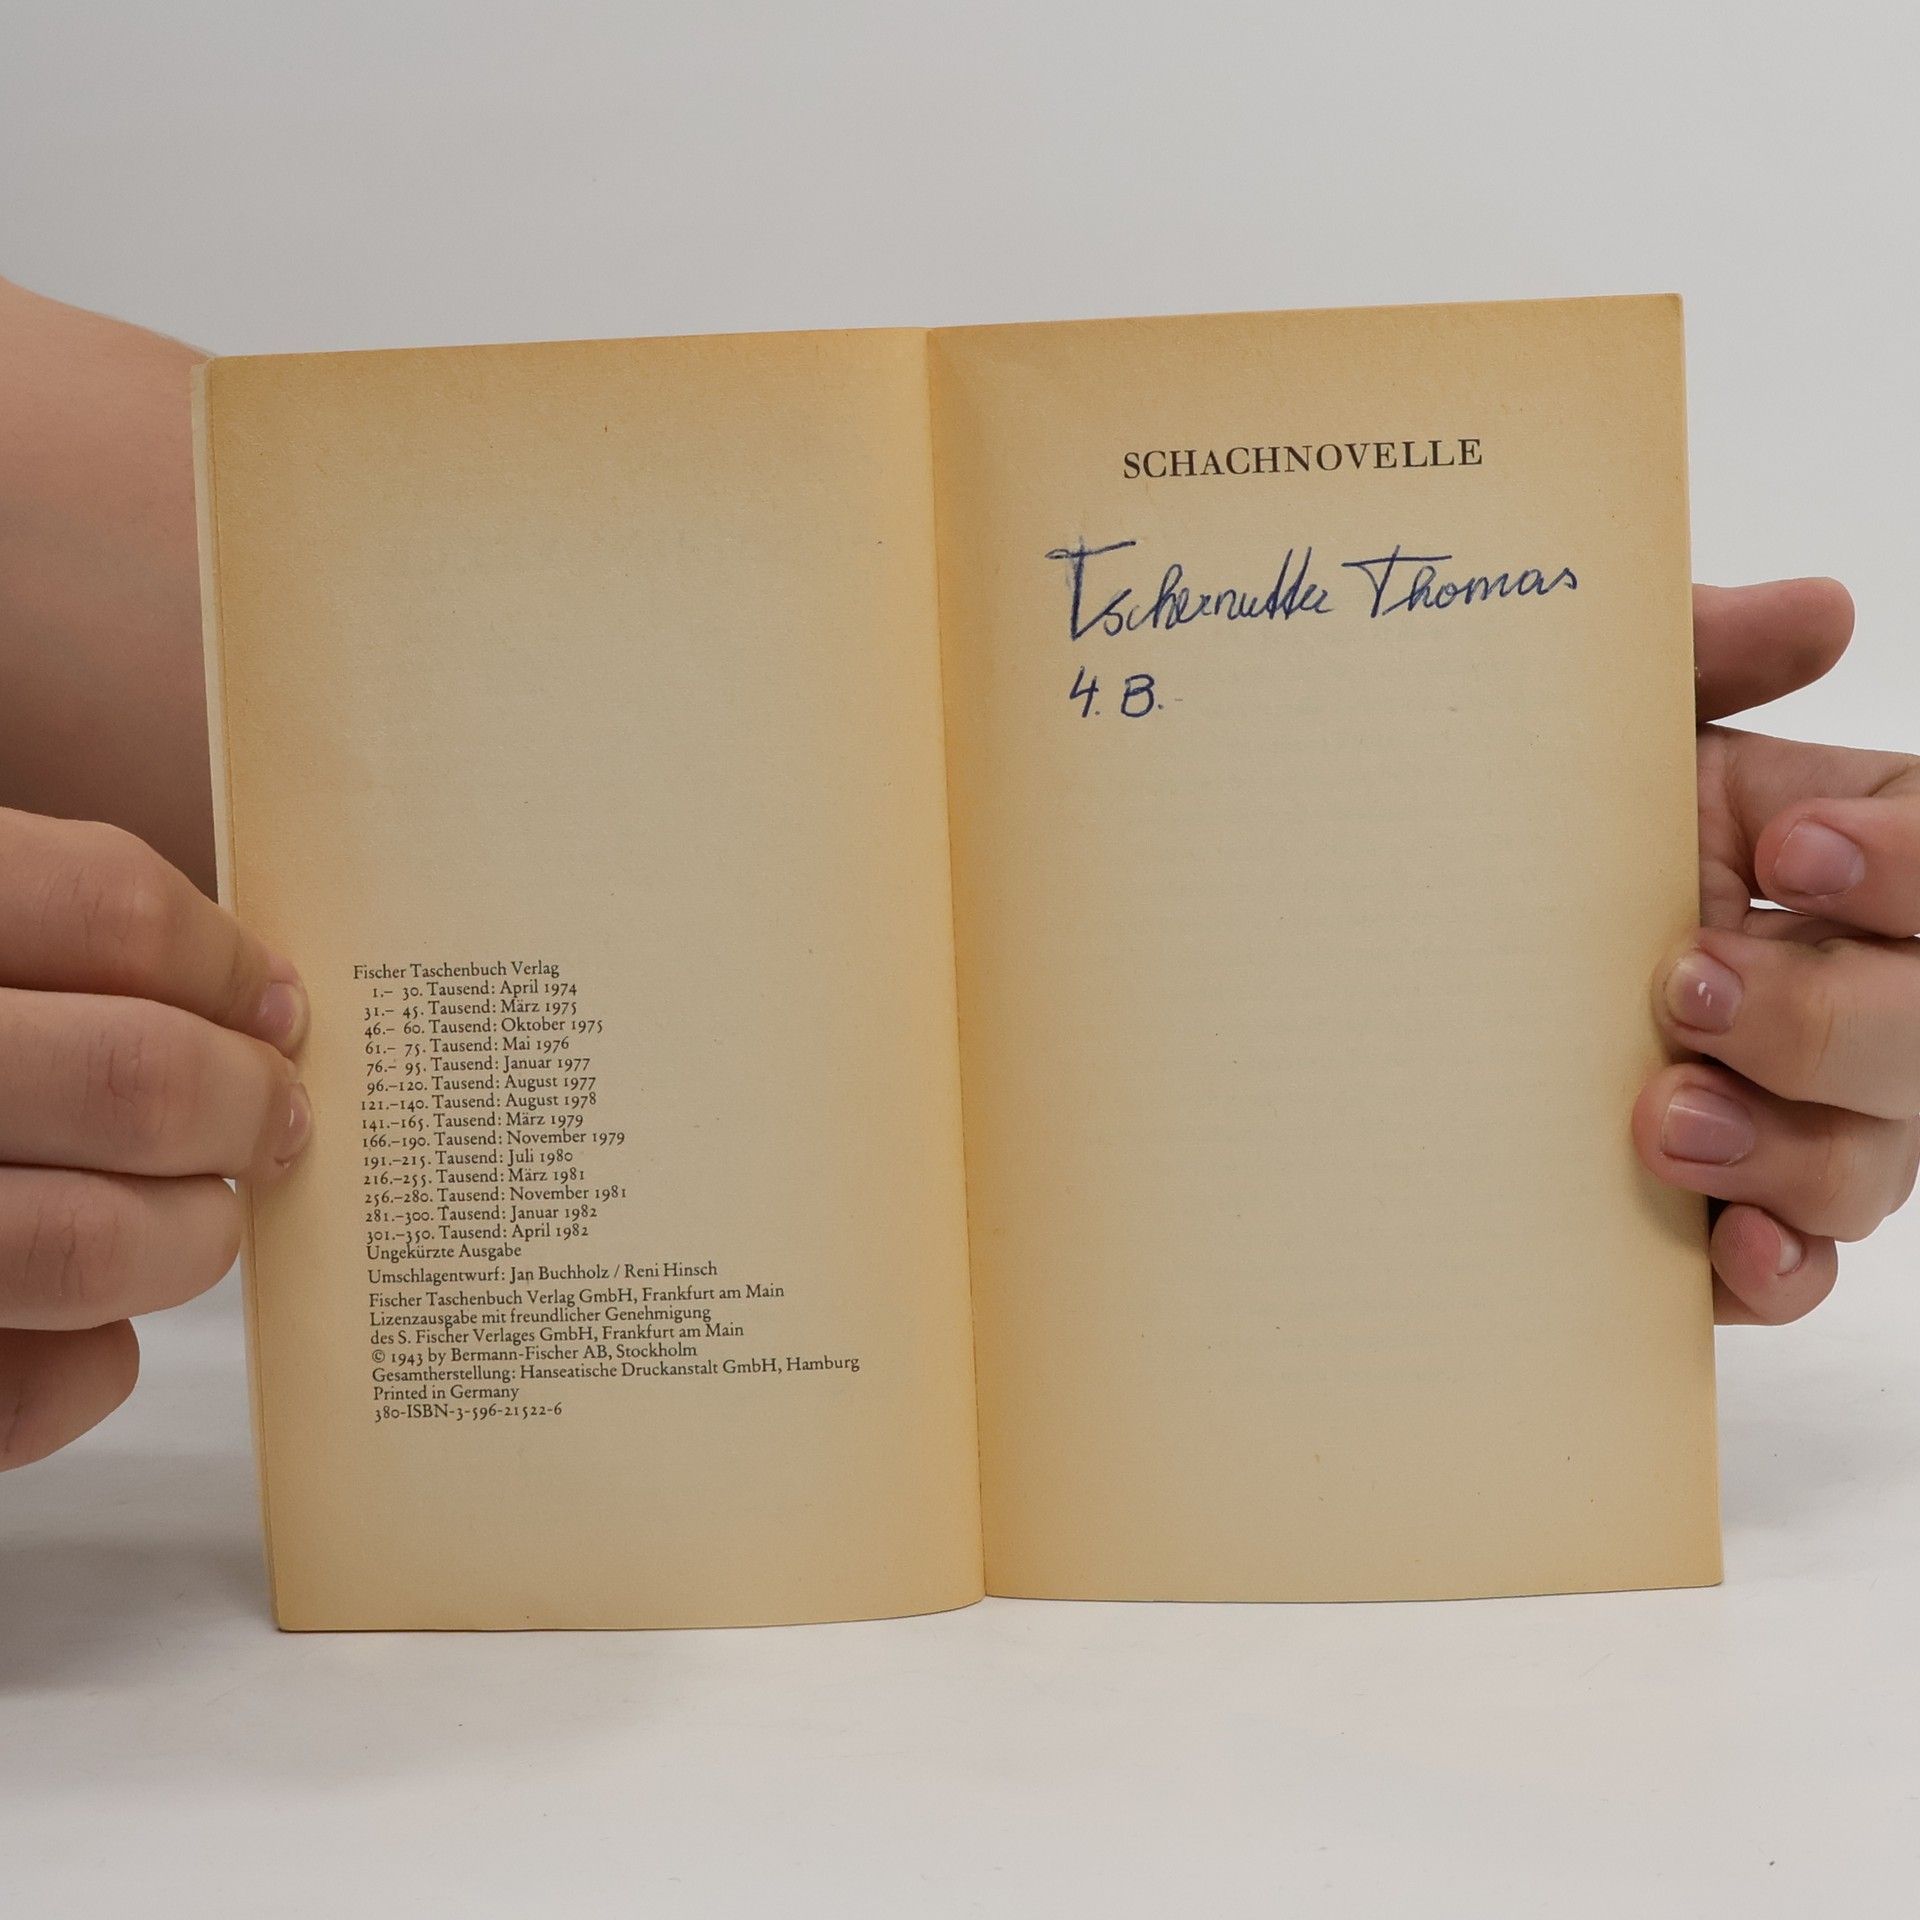 Fischer Taschenbuch Verlag
1.– 30. Tausend: April 1974
31.– 45. Tausend: März 1975
46.– 60. Tausend: Oktober 1975
61.– 75. Tausend: Mai 1976
76.– 95. Tausend: Januar 1977
96.–120. Tausend: August 1977
121.–140. Tausend: August 1978
141.–165. Tausend: März 1979
166.–190. Tausend: November 1979
191.–215. Tausend: Juli 1980
216.–255. Tausend: März 1981
256.–280. Tausend: November 1981
281.–300. Tausend: Januar 1982
301.–350. Tausend: April 1982
Ungekürzte Ausgabe
Umschlagentwurf: Jan Buchholz / Reni Hinsch
Fischer Taschenbuch Verlag GmbH, Frankfurt am Main
Lizenzausgabe mit freundlicher Genehmigung
des S. Fischer Verlages GmbH, Frankfurt am Main
© 1943 by Bermann-Fischer AB, Stockholm
Gesamtherstellung: Hanseatische Druckanstalt GmbH, Hamburg
Printed in Germany
380-ISBN-3-596-21522-6
SCHACHNOVELLE
Tschernutter Thomas
4. B.